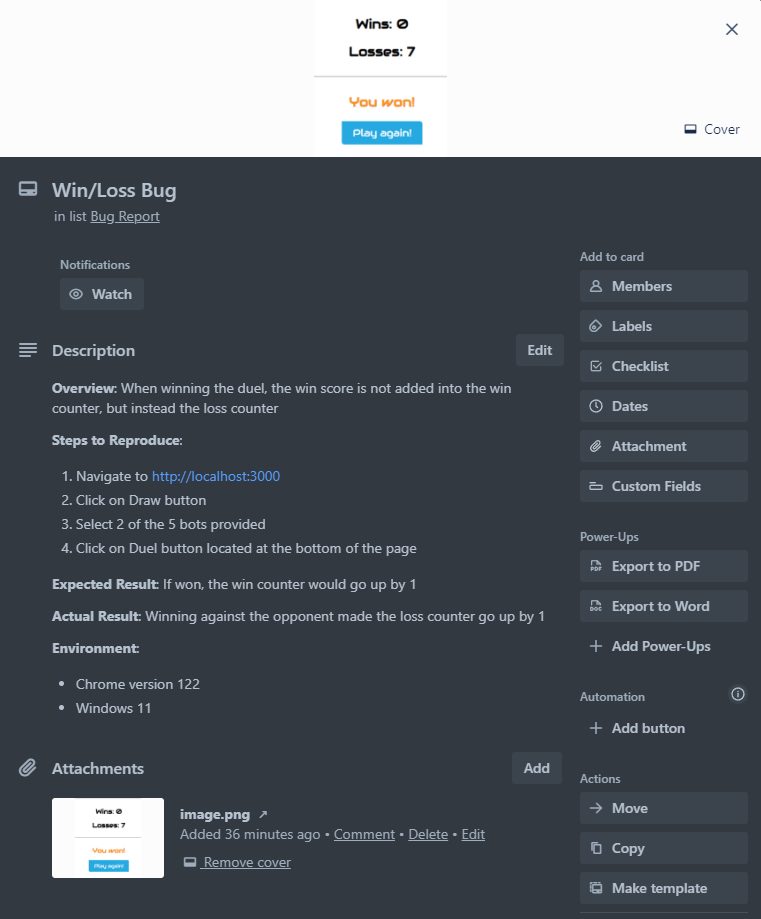 Wins: 0
Losses: 7
You won!
Play again!
Cover
Win/Loss Bug
in list Bug Report
Notifications
Watch
Description
Edit
Overview: When winning the duel, the win score is not added into the win
counter, but instead the loss counter
Steps to Reproduce:
1. Navigate to http://localhost:3000
2. Click on Draw button
3. Select 2 of the 5 bots provided
4. Click on Duel button located at the bottom of the page
Expected Result: If won, the win counter would go up by 1
Actual Result: Winning against the opponent made the loss counter go up by 1
Environment:
• Chrome version 122
• Windows 11
Attachments
Add
Wins: 0
Losses: 7
You won!
Play again!
image.png ↗
Added 36 minutes ago • Comment • Delete • Edit
Remove cover
Add to card
Members
Labels
Checklist
Dates
Attachment
Custom Fields
Power-Ups
PDF Export to PDF
DOC Export to Word
Add Power-Ups
Automation
Add button
Actions
Move
Copy
Make template